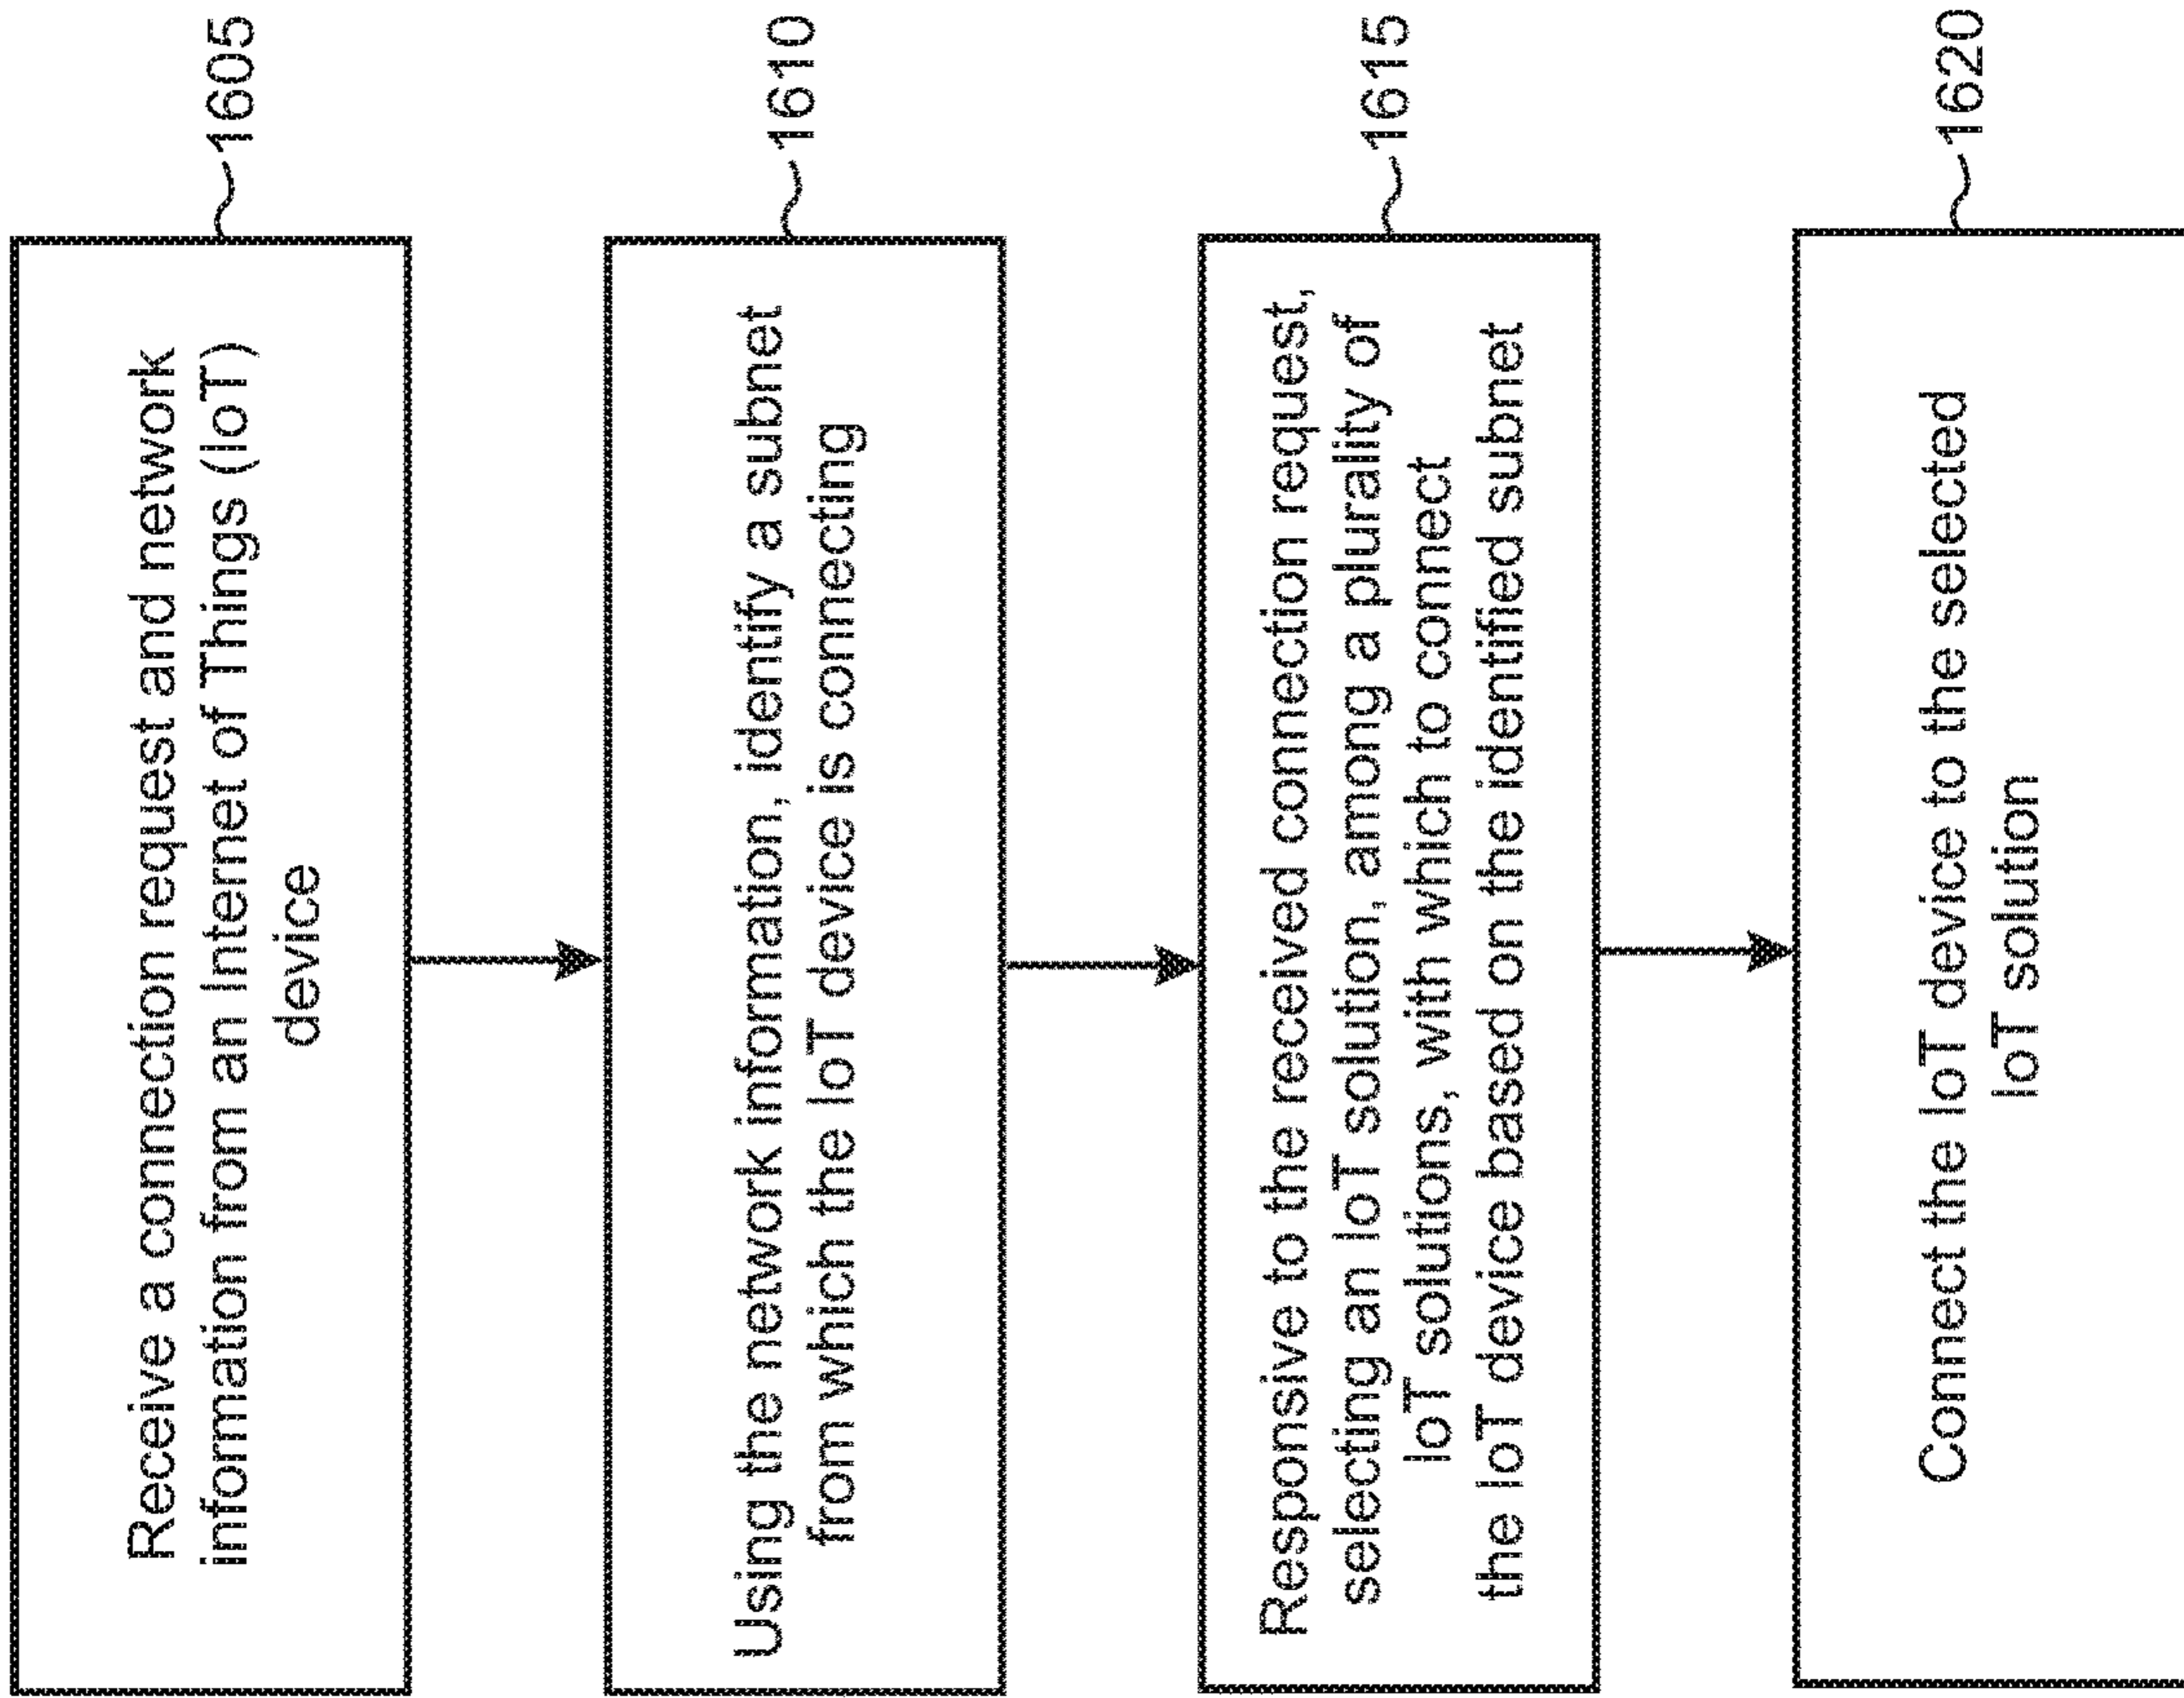 Receive a connection request and network
information from an Internet of Things (IoT)
device
1605
Using the network information, identify a subnet
from which the IoT device is connecting
1610
Responsive to the received connection request,
selecting an IoT solution, among a plurality of
IoT solutions, with which to connect
the IoT device based on the identified subnet
1615
Connect the IoT device to the selected
IoT solution
1620